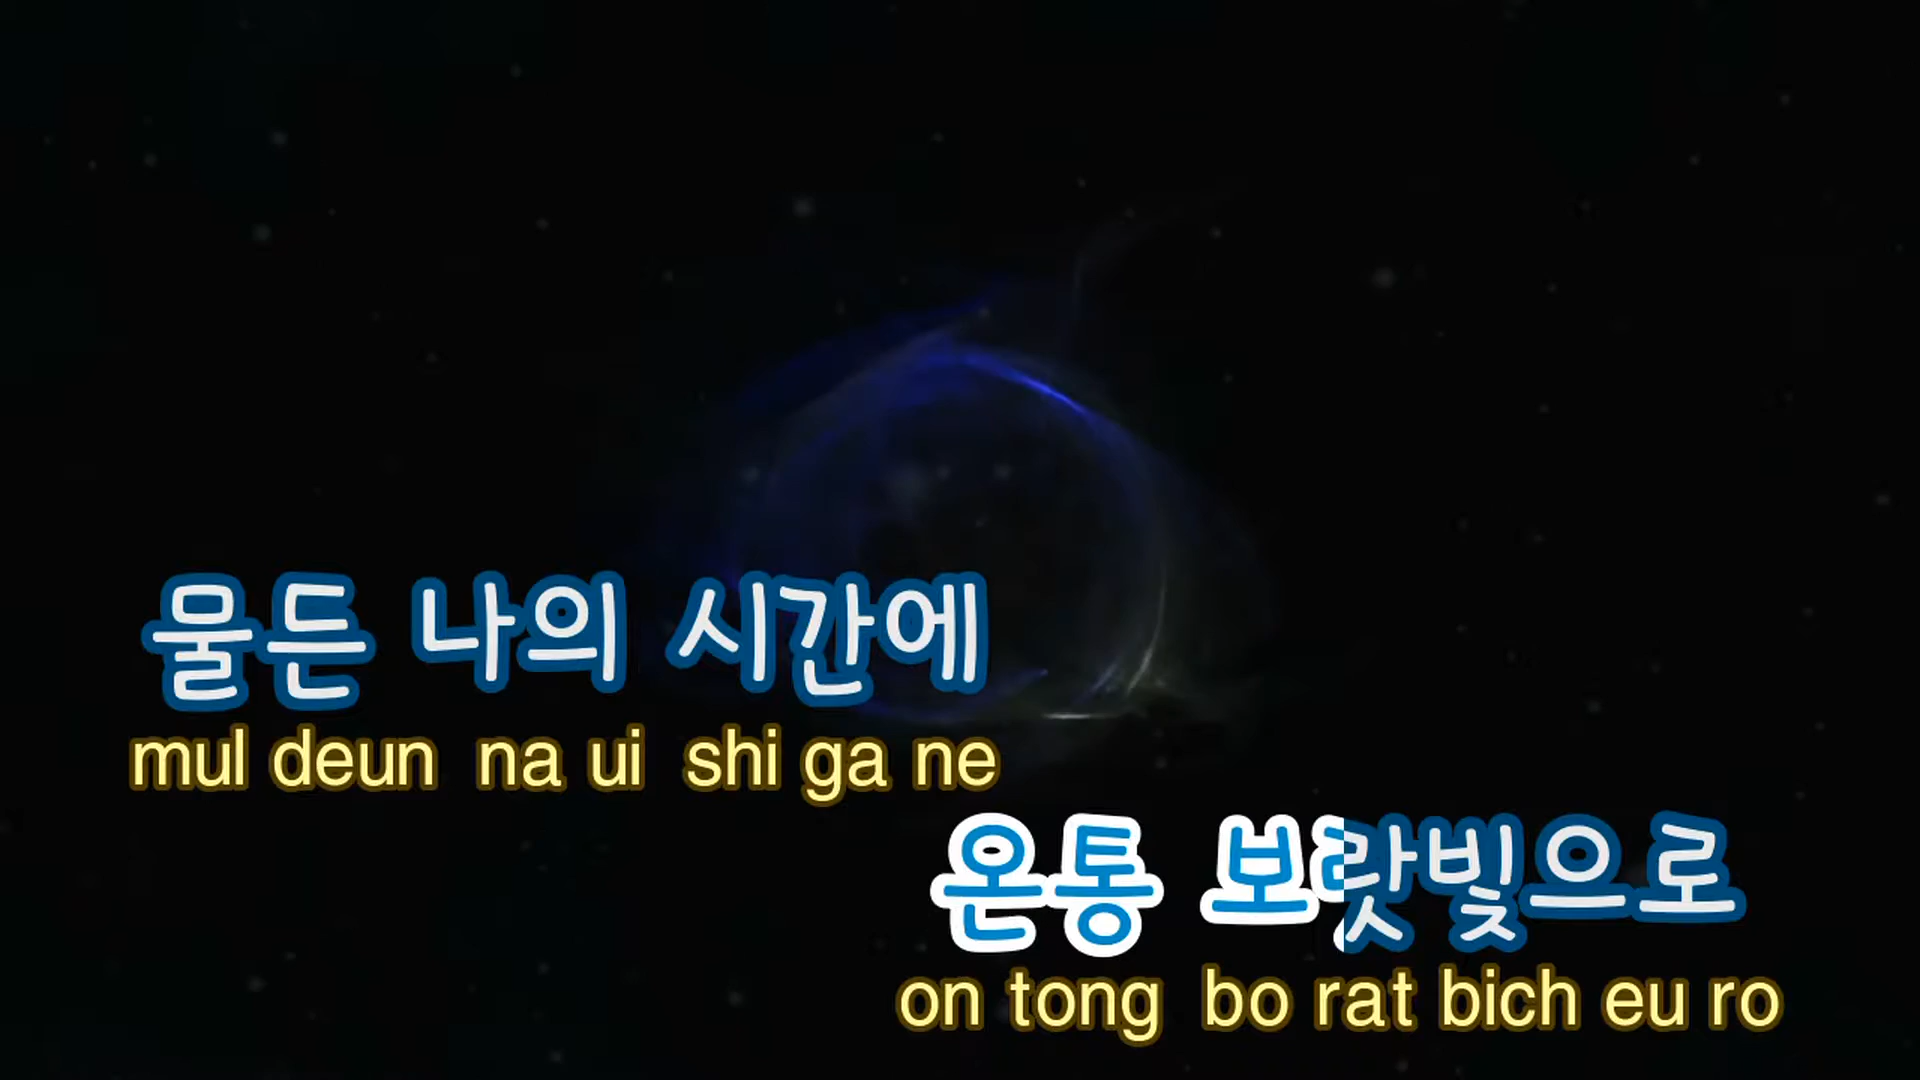 물든 나의 시간에
mul deun na ui shi ga ne
온통 보랏빛으로
on tong bo rat bich eu ro